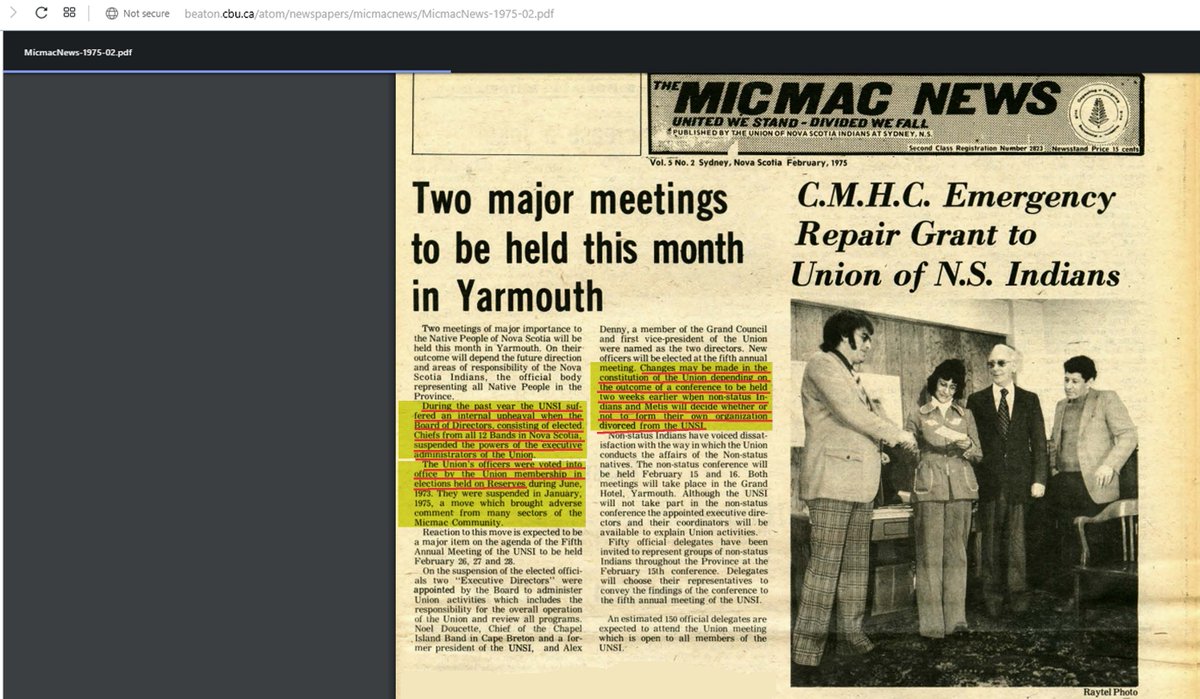 Not secure
beaton.cbu.ca/atom/newspapers/micmacnews/MicmacNews-1975-02.pdf
MicmacNews-1975-02.pdf
THE MICMAC NEWS
UNITED WE STAND - DIVIDED WE FALL
PUBLISHED BY THE UNION OF NOVA SCOTIA INDIANS AT SYDNEY, N.S.
Second Class Registration Number 2823 Newsstand Price 15 cents
Vol. 5 No. 2 Sydney, Nova Scotia February, 1975
Two major meetings
to be held this month
in Yarmouth
Two meetings of major importance to
the Native People of Nova Scotia will be
held this month in Yarmouth. On their
outcome will depend the future direction
and areas of responsibility of the Nova
Scotia Indians, the official body
representing all Native People in the
Province.
During the past year the UNSI suf-
fered an internal upheaval when the
Board of Directors, consisting of elected
Chiefs from all 12 Bands in Nova Scotia,
suspended the powers of the executive
administrators of the Union.
The Union's officers were voted into
office by the Union membership in
elections held on Reserves during June,
1973. They were suspended in January,
1975, a move which brought adverse
comment from many sectors of the
Micmac Community.
Reaction to this move is expected to be
a major item on the agenda of the Fifth
Annual Meeting of the UNSI to be held
February 26, 27 and 28.
On the suspension of the elected offici-
als two "Executive Directors" were
appointed by the Board to administer
Union activities which includes the
responsibility for the overall operation
of the Union and review all programs.
Noel Doucette, Chief of the Chapel
Island Band in Cape Breton and a for-
mer president of the UNSI, and Alex
Denny, a member of the Grand Council
and first vice-president of the Union
were named as the two directors. New
officers will be elected at the fifth annual
meeting. Changes may be made in the
constitution of the Union depending on
the outcome of a conference to be held
two weeks earlier when non-status In-
dians and Metis will decide whether or
not to form their own organization
divorced from the UNSI.
Non-status Indians have voiced dissat-
isfaction with the way in which the Union
conducts the affairs of the Non-status
natives. The non-status conference will
be held February 15 and 16. Both
meetings will take place in the Grand
Hotel, Yarmouth. Although the UNSI
will not take part in the non-status
conference the appointed executive dire-
ctors and their coordinators will be
available to explain Union activities.
Fifty official delegates have been
invited to represent groups of non-status
Indians throughout the Province at the
February 15th conference. Delegates
will choose their representatives to
convey the findings of the conference to
the fifth annual meeting of the UNSI.
An estimated 150 official delegates are
expected to attend the Union meeting
which is open to all members of the
UNSI.
C.M.H.C. Emergency
Repair Grant to
Union of N.S. Indians
Raytel Photo